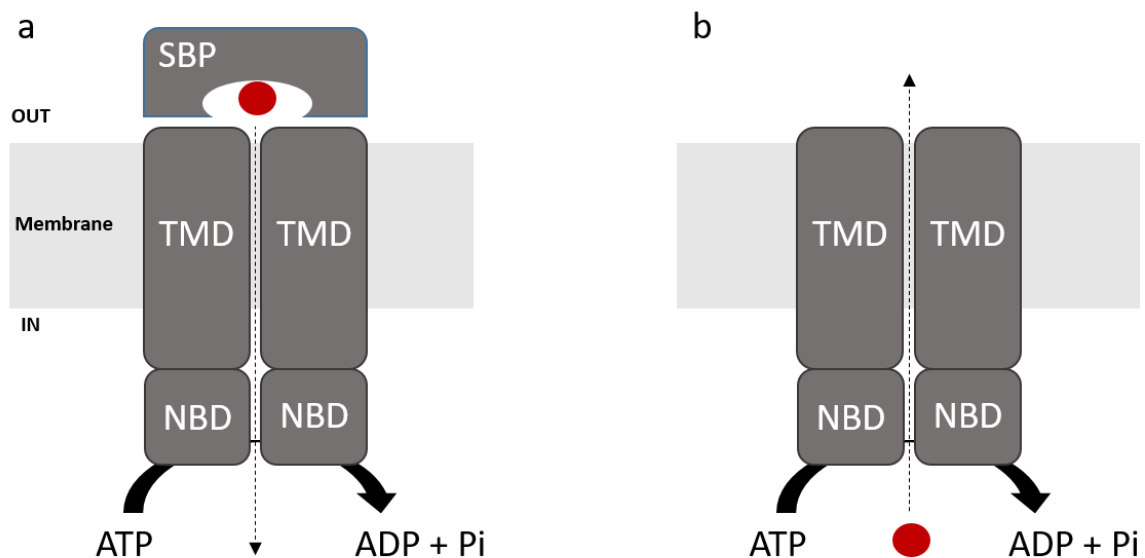 a
SBP
OUT
TMD TMD
Membrane
IN
NBD NBD
ATP ADP + Pi
b
TMD TMD
NBD NBD
ATP ADP + Pi